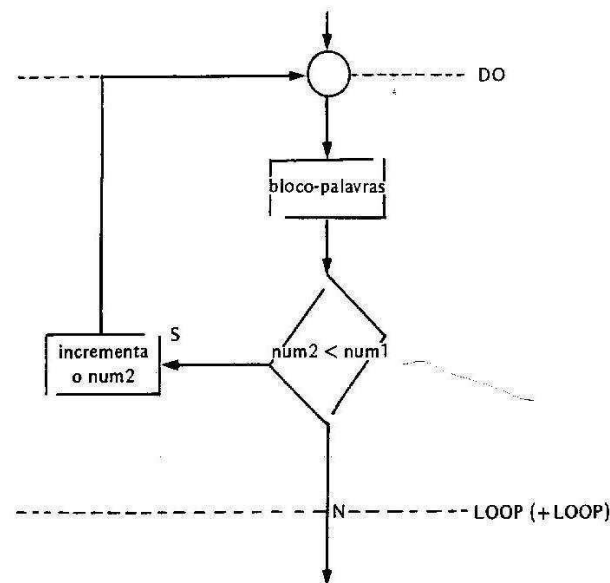 DO
bloco-palavras
S
num2 < num1
incrementa
o num2
N
LOOP (+LOOP)